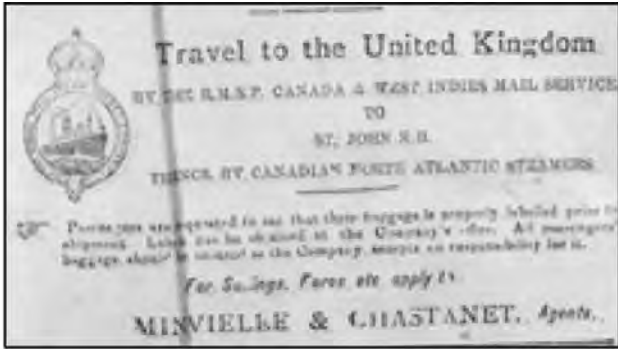 Travel to the United Kingdom
BY THE R.M.S.P. CANADA & WEST INDIES MAIL SERVICE
TO
ST. JOHN N.B.
THENCE BY CANADIAN NORTH ATLANTIC STEAMERS
Passengers are requested to see that their baggage is properly labelled prior to
shipment. Labels can be obtained at the Company's office. All passengers'
baggage should be insured as the Company accepts no responsibility for it.
For Sailings, Fares etc apply to
MINVIELLE & CHASTANET, Agents.